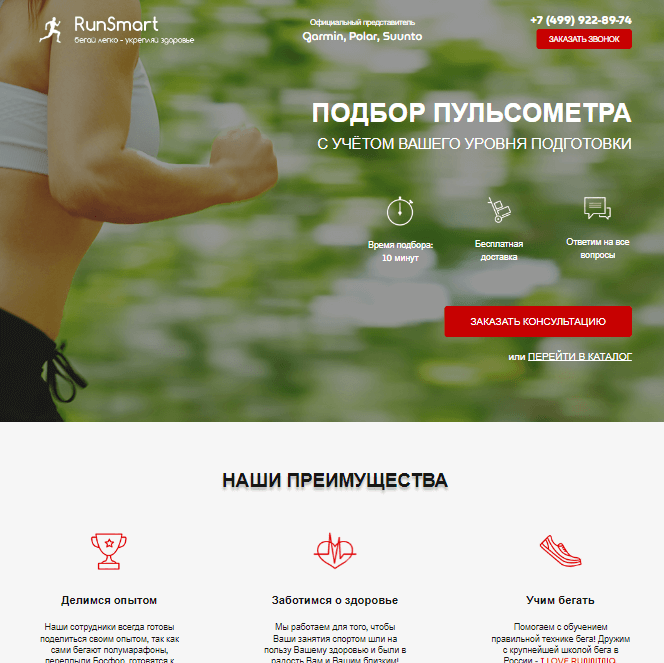 RunSmart
бегай легко - укрепляй здоровье
Официальный представитель
Garmin, Polar, Suunto
+7 (499) 922-89-74
ЗАКАЗАТЬ ЗВОНОК
ПОДБОР ПУЛЬСОМЕТРА
С УЧЁТОМ ВАШЕГО УРОВНЯ ПОДГОТОВКИ
Время подбора:
10 минут
Бесплатная
доставка
Ответим на все
вопросы
ЗАКАЗАТЬ КОНСУЛЬТАЦИЮ
или ПЕРЕЙТИ В КАТАЛОГ
НАШИ ПРЕИМУЩЕСТВА
Делимся опытом
Наши сотрудники всегда готовы
поделиться своим опытом, так как
сами бегают полумарафоны,
переплыли Босфор, готовятся к
Заботимся о здоровье
Мы работаем для того, чтобы
Ваши занятия спортом шли на
пользу Вашему здоровью и были в
радость Вам и Вашим близким!
Учим бегать
Помогаем с обучением
правильной технике бега! Дружим
с крупнейшей школой бега в
России - I LOVE RUNNING